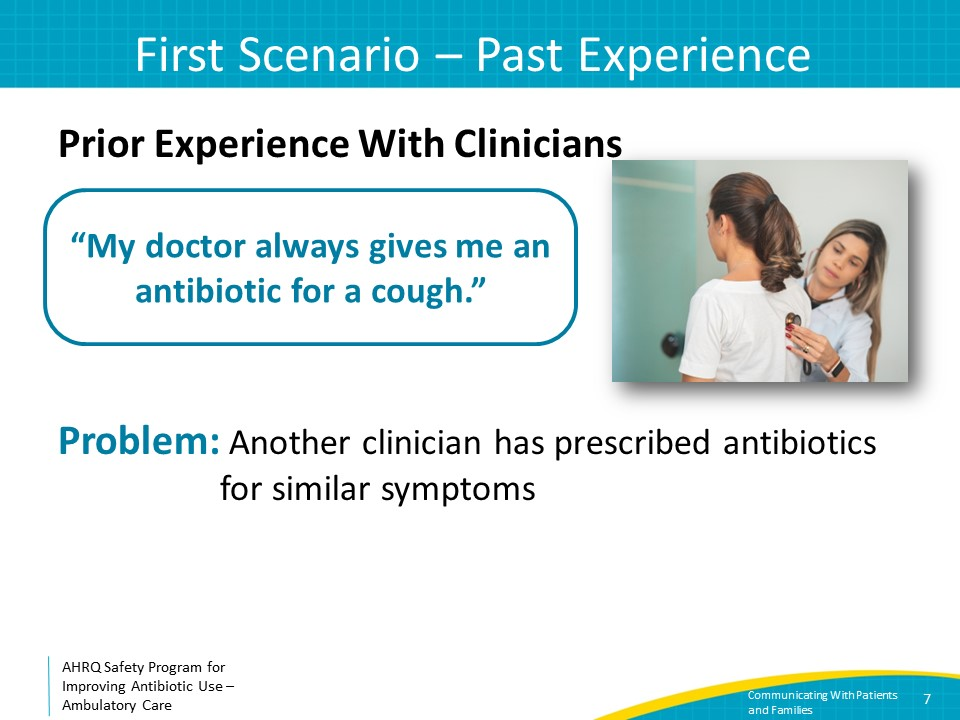 First Scenario – Past Experience
Prior Experience With Clinicians
“My doctor always gives me an
antibiotic for a cough.”
Problem: Another clinician has prescribed antibiotics
for similar symptoms
AHRQ Safety Program for
Improving Antibiotic Use –
Ambulatory Care
Communicating With Patients
and Families
7